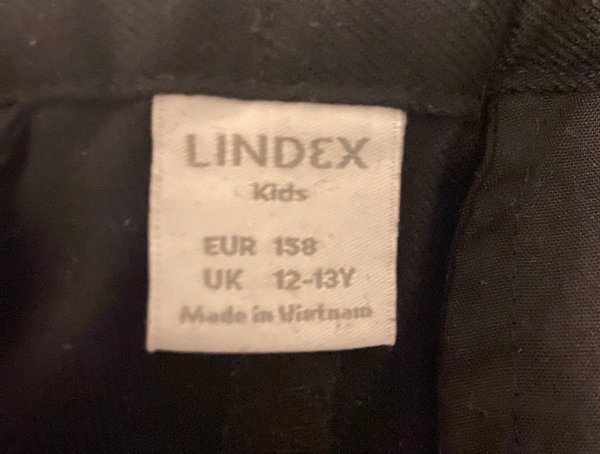 LINDEX
Kids
EUR 158
UK 12-13Y
Made in Vietnam